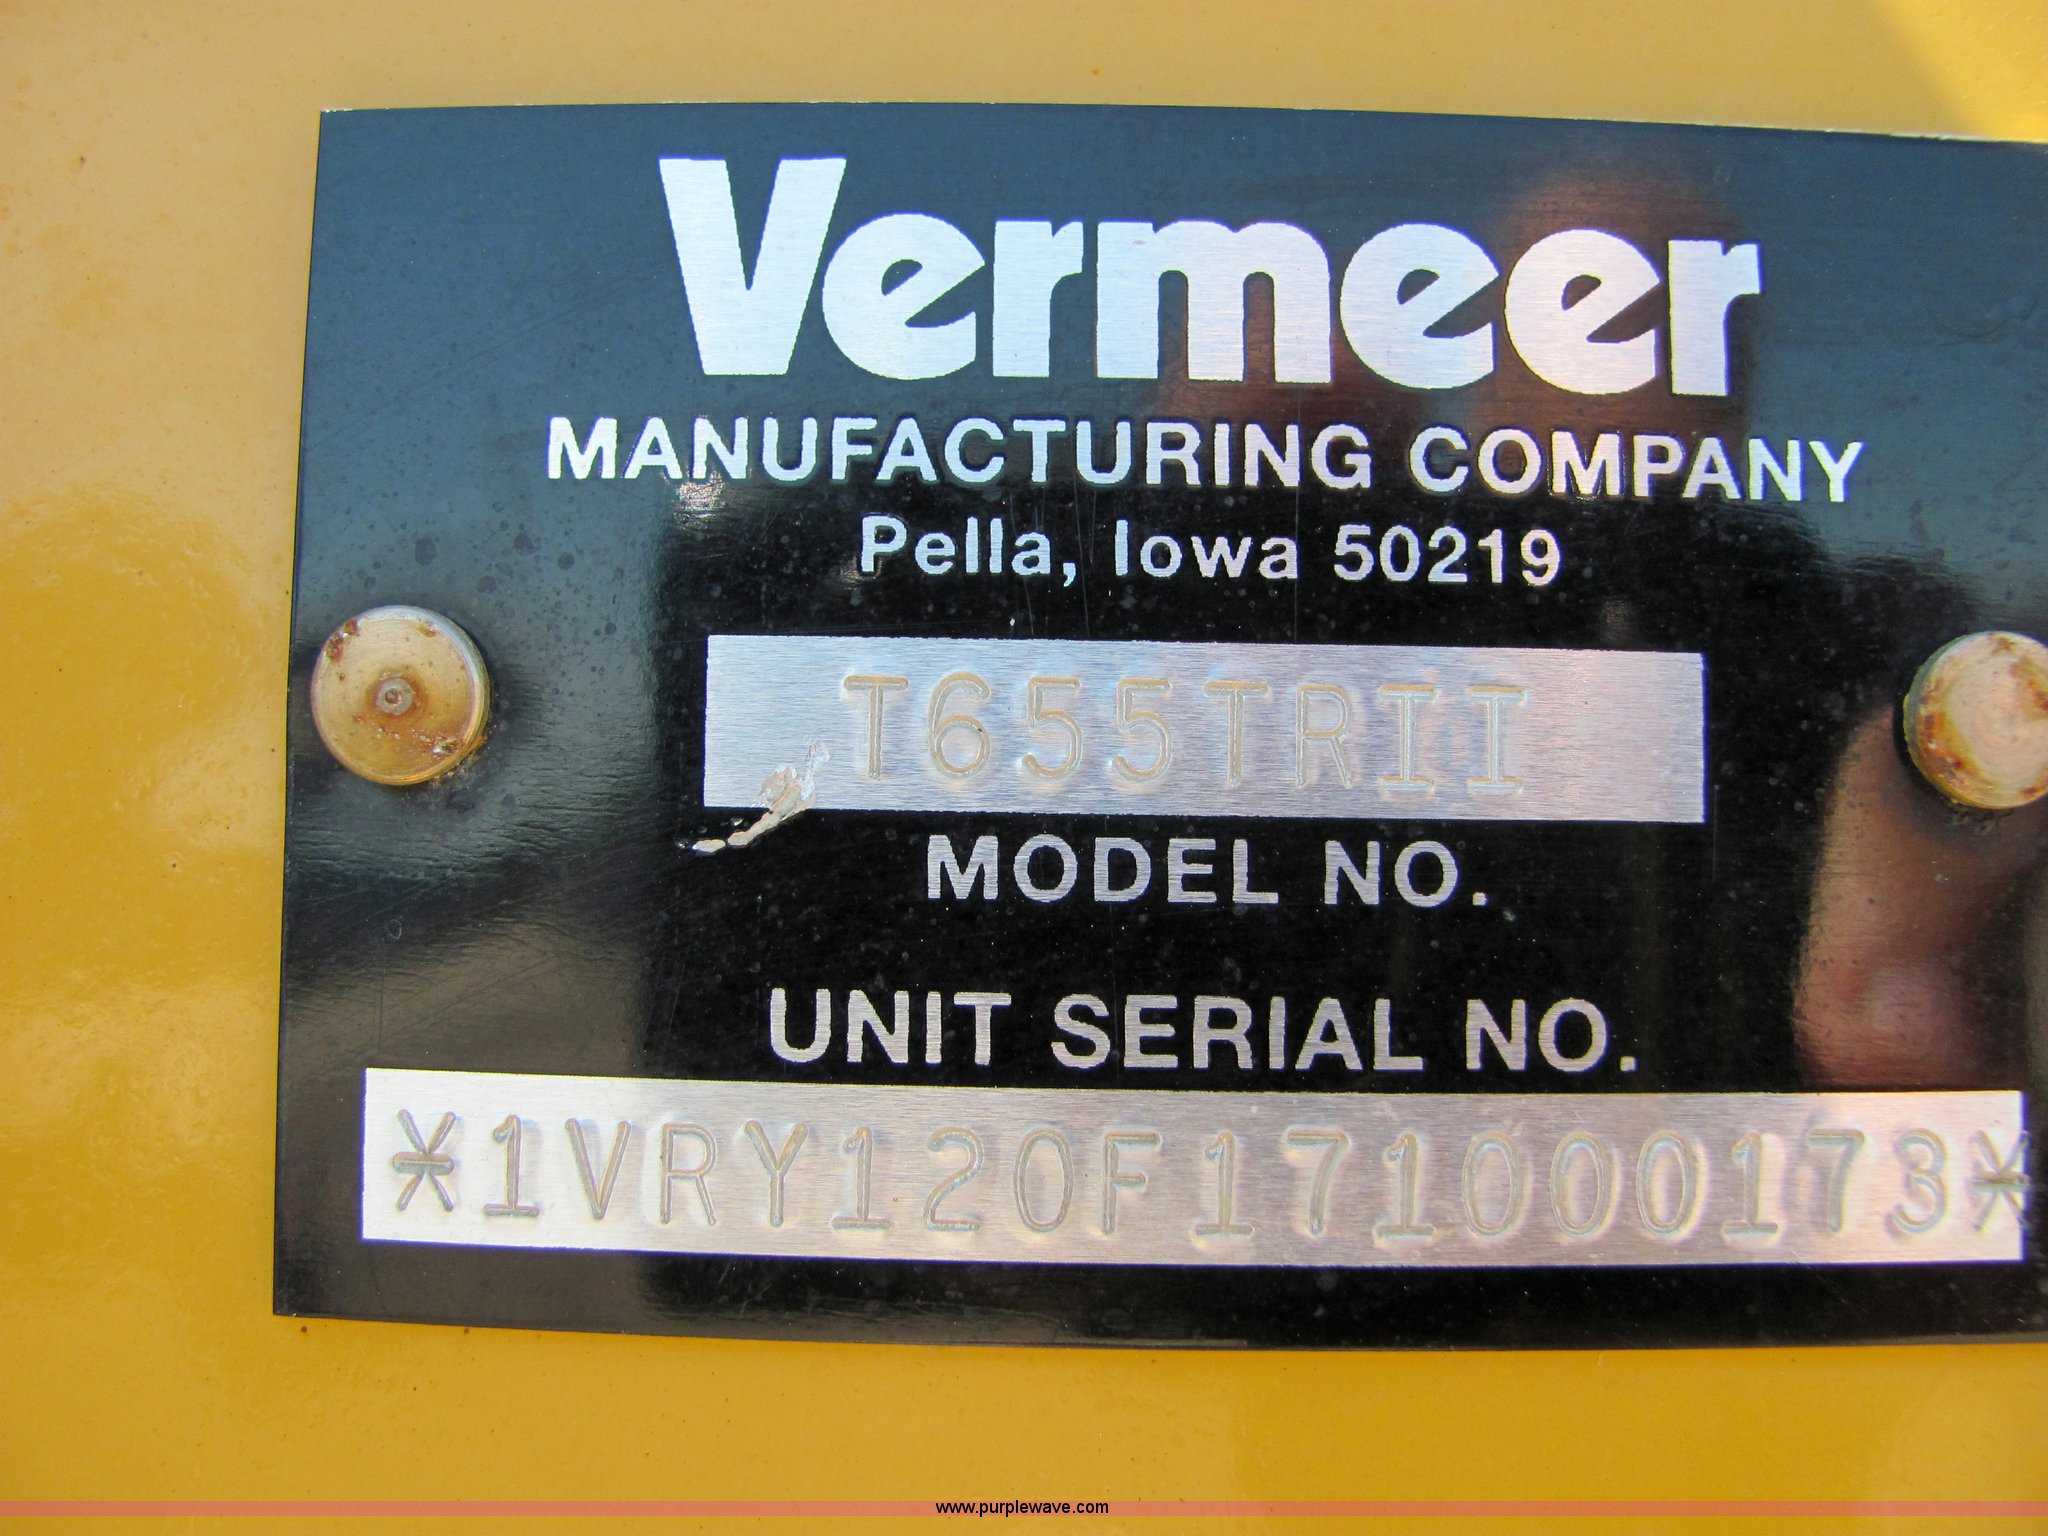 Vermeer
MANUFACTURING COMPANY
Pella, Iowa 50219
T655TRII
MODEL NO.
UNIT SERIAL NO.
*1VRY120F171000173*
www.purplewave.com